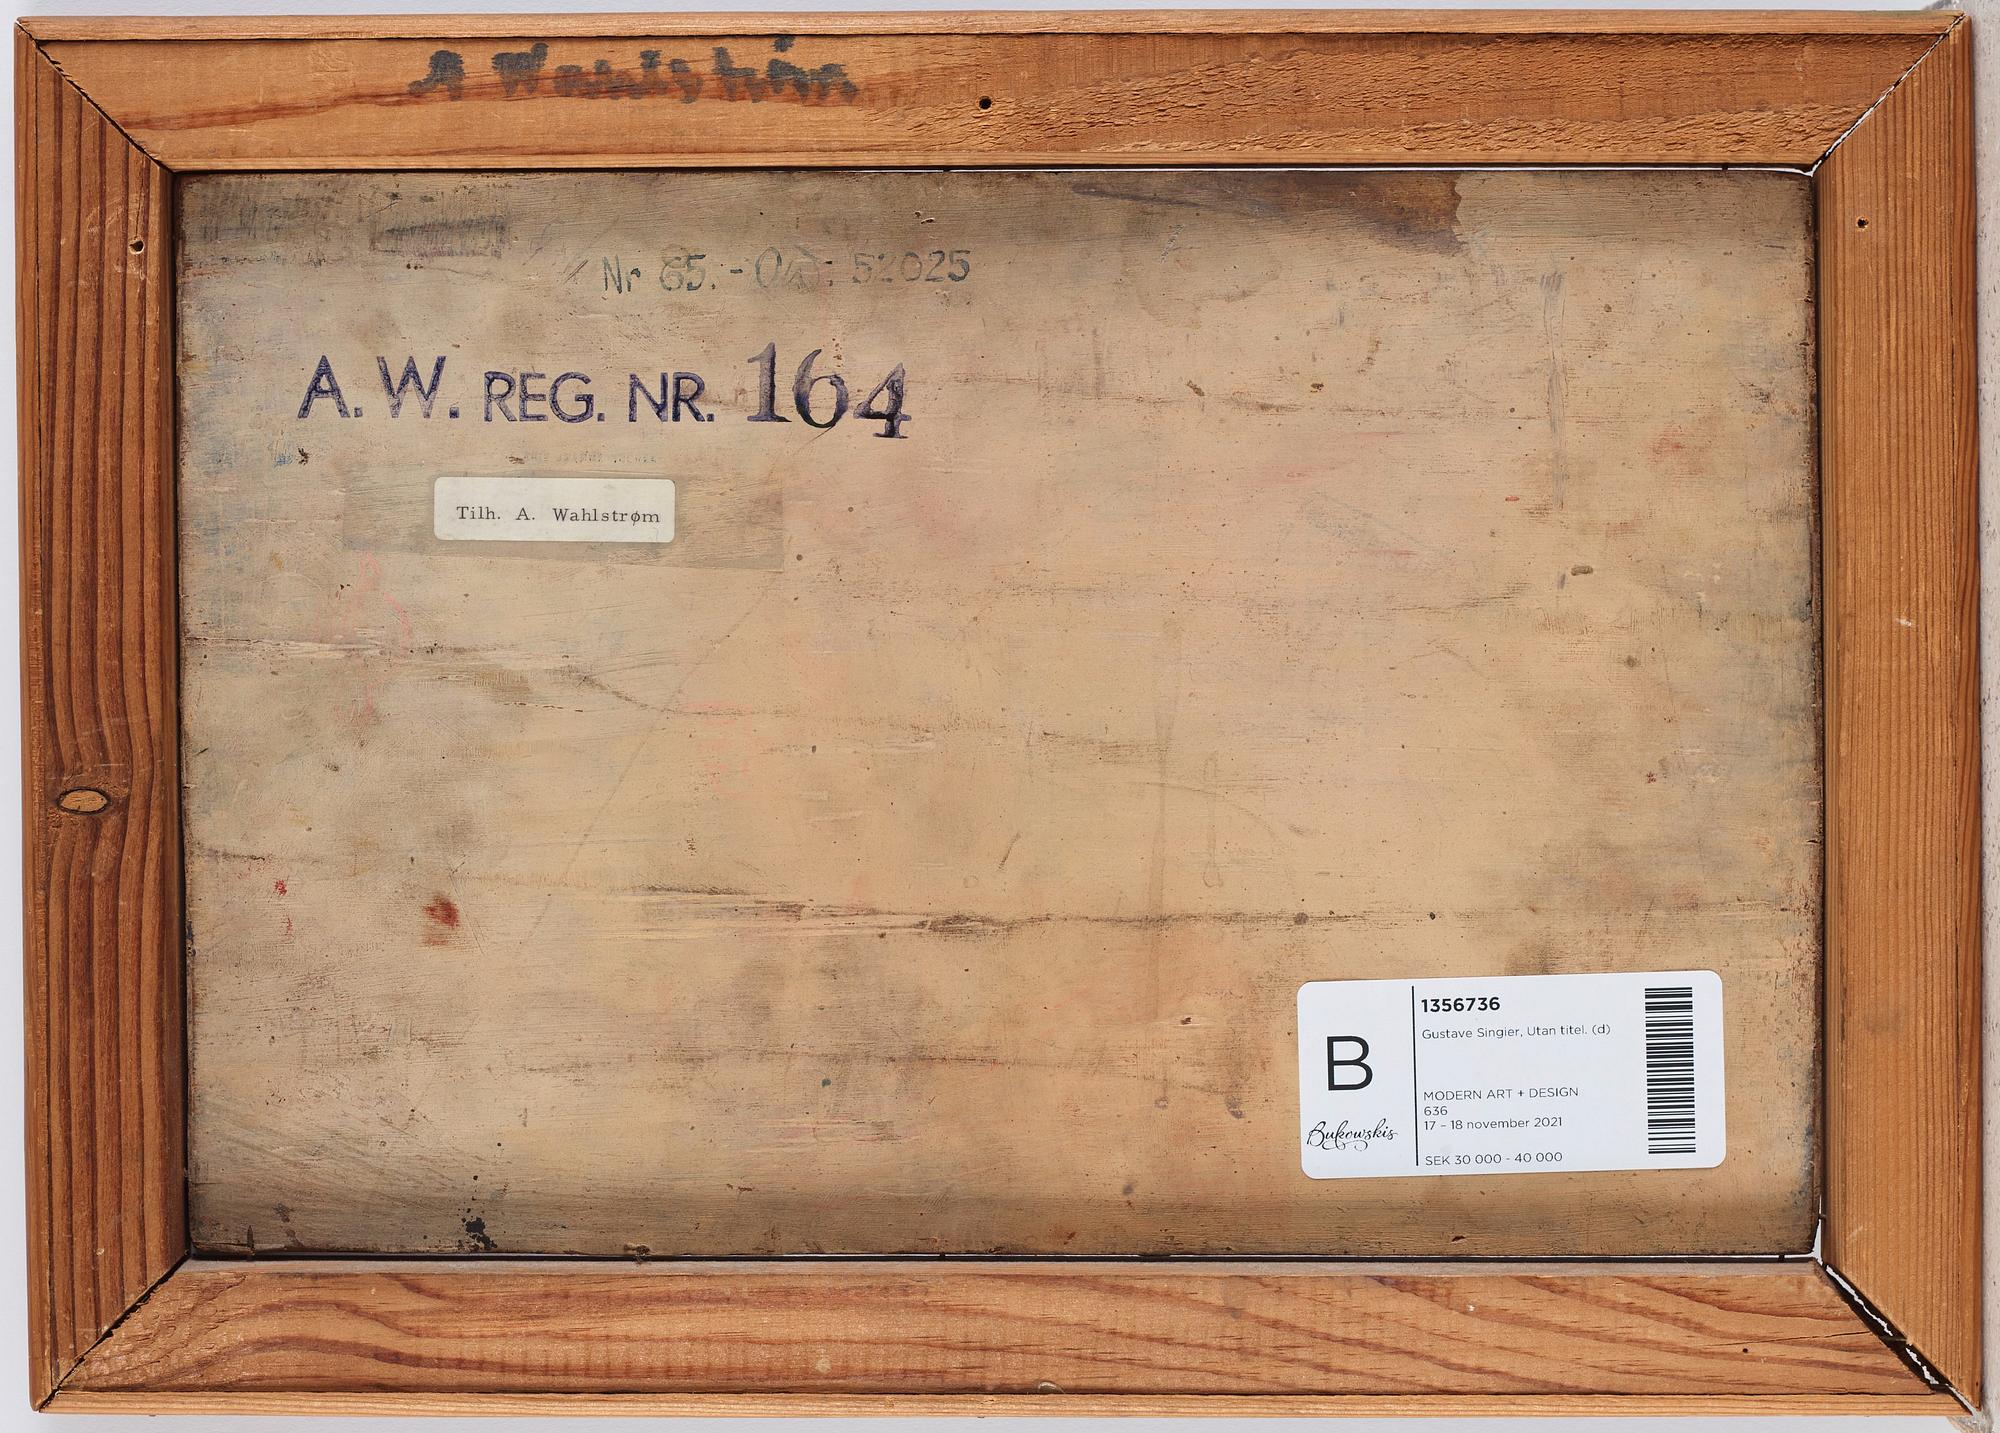 A Wahlstrøm
Nr 65. - 52025
A. W. REG. NR. 164
Tilh. A. Wahlstrøm
B
Bukowskis
1356736
Gustave Singier, Utan titel. (d)
MODERN ART + DESIGN
636
17 - 18 november 2021
SEK 30 000 - 40 000